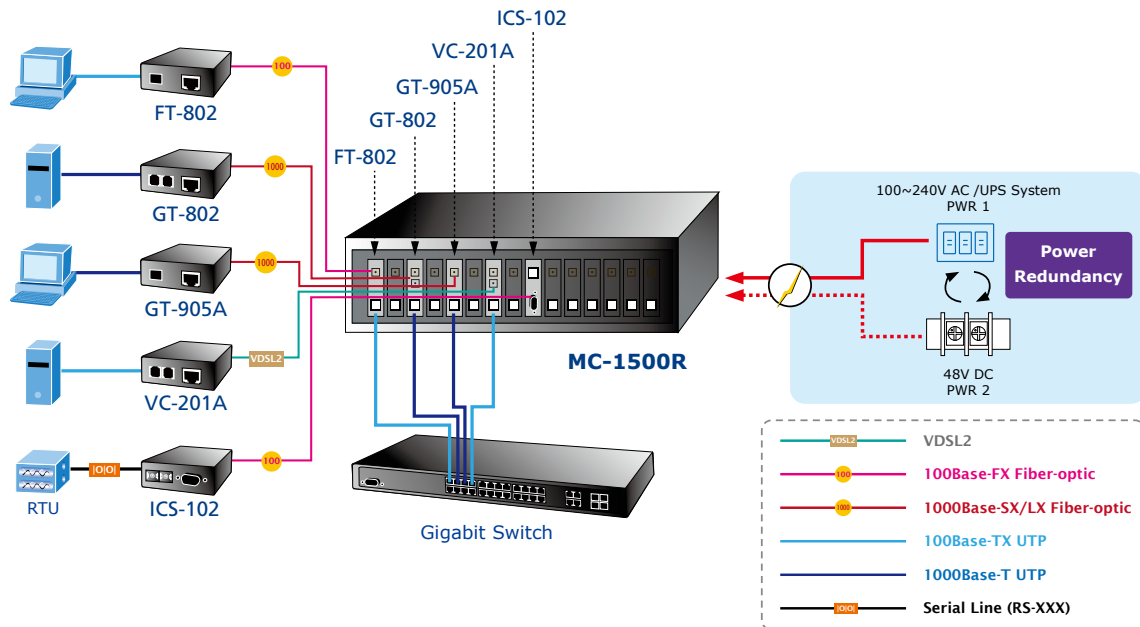 ICS-102
VC-201A
GT-905A
GT-802
FT-802
100
FT-802
1000
GT-802
1000
GT-905A
VDSL2
VC-201A
100
|O|O|
RTU
ICS-102
MC-1500R
Gigabit Switch
100~240V AC /UPS System
PWR 1
Power
Redundancy
48V DC
PWR 2
VDSL2 VDSL2
100 100Base-FX Fiber-optic
1000 1000Base-SX/LX Fiber-optic
100Base-TX UTP
1000Base-T UTP
|O|O| Serial Line (RS-XXX)